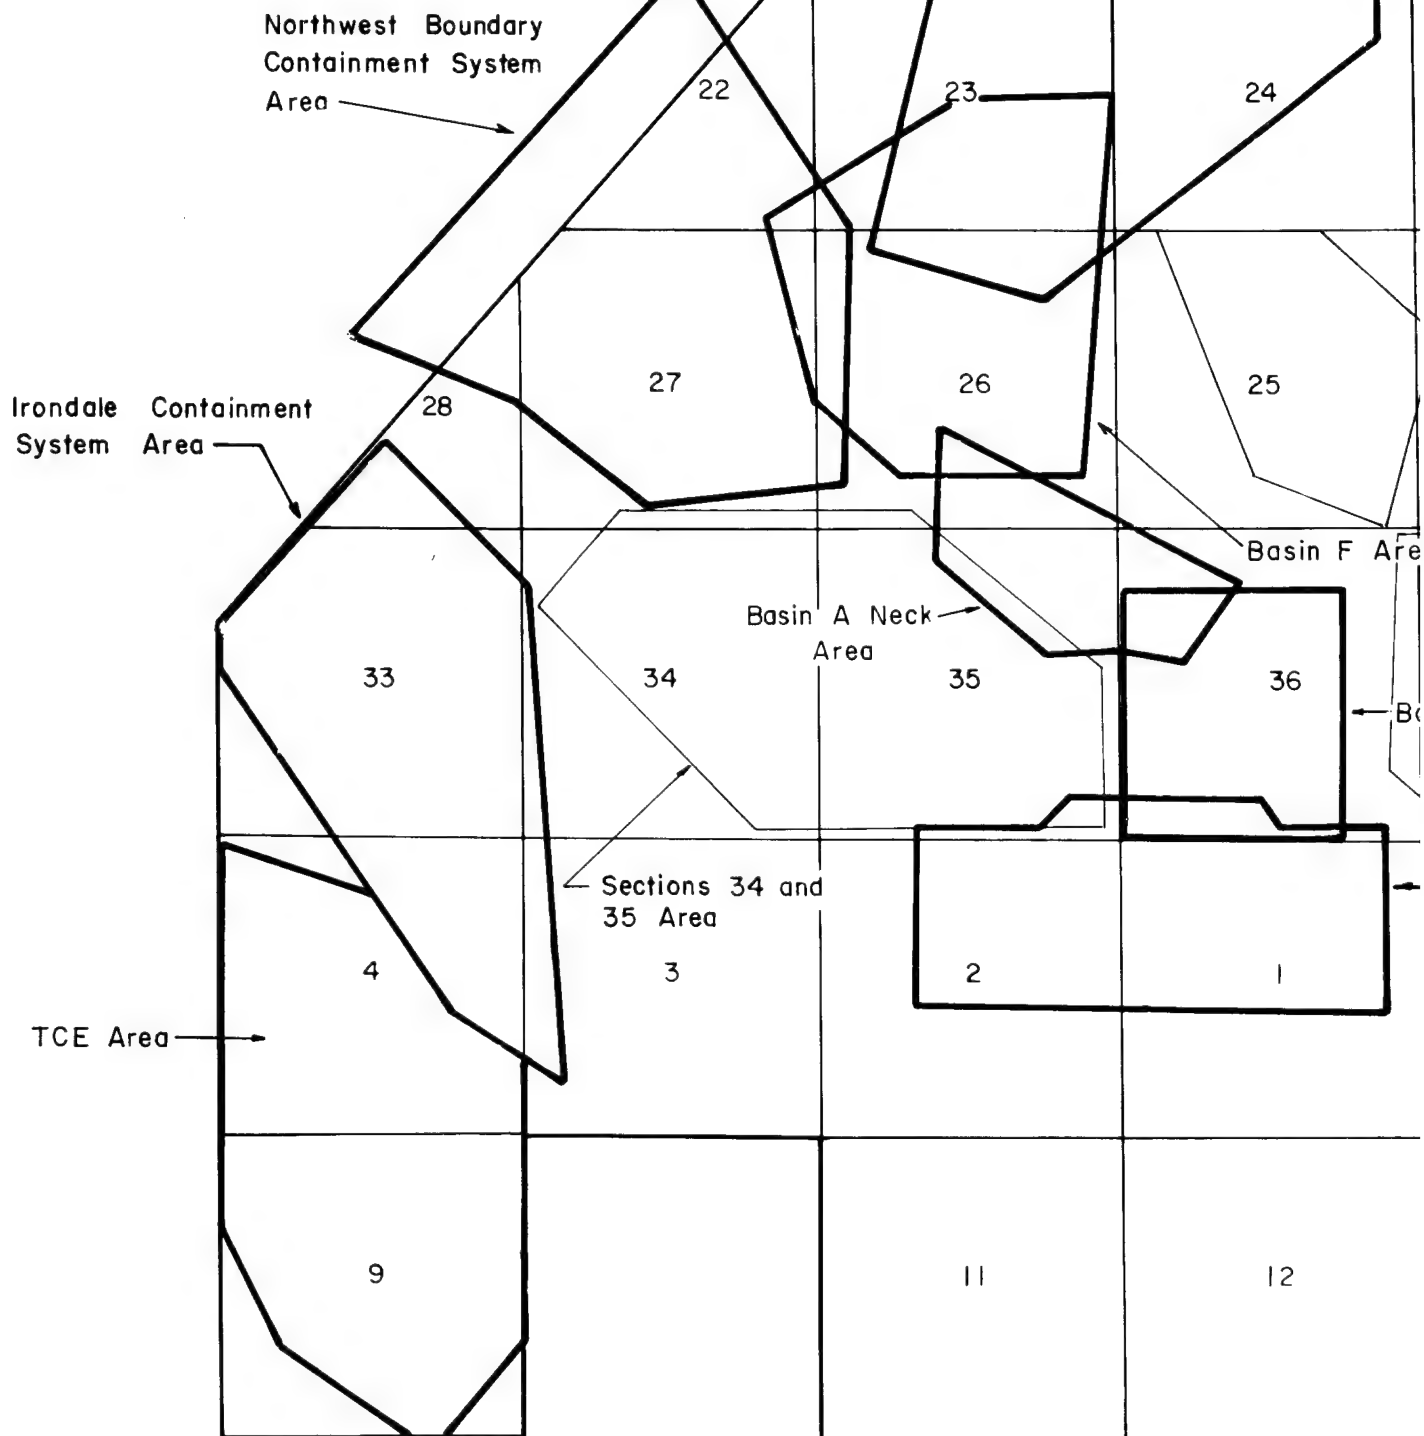 Northwest Boundary
Containment System
Area
22
23
24
27
26
25
Irondale Containment
System Area
28
Basin F Are
Basin A Neck
Area
33
34
35
36
Sections 34 and
35 Area
4
3
2
1
TCE Area
9
11
12